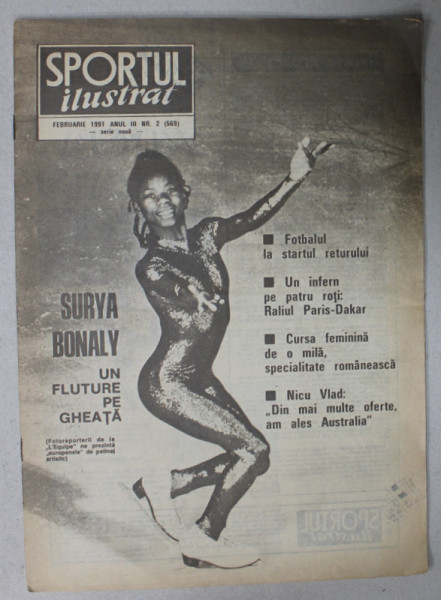 SPORTUL
ilustrat
FEBRUARIE 1991 ANUL III NR. 2 (569)
— serie nouă —
SURYA
BONALY
UN
FLUTURE
PE
GHEAȚĂ
(Fotoreporterii de la
„L'Equipe" ne prezintă
„europenele" de patinaj
artistic)
■ Fotbalul
la startul returului
■ Un infern
pe patru roți:
Raliul Paris-Dakar
■ Cursa feminină
de o milă,
specialitate românească
■ Nicu Vlad:
„Din mai multe oferte,
am ales Australia"
SPORTUL
ilustrat